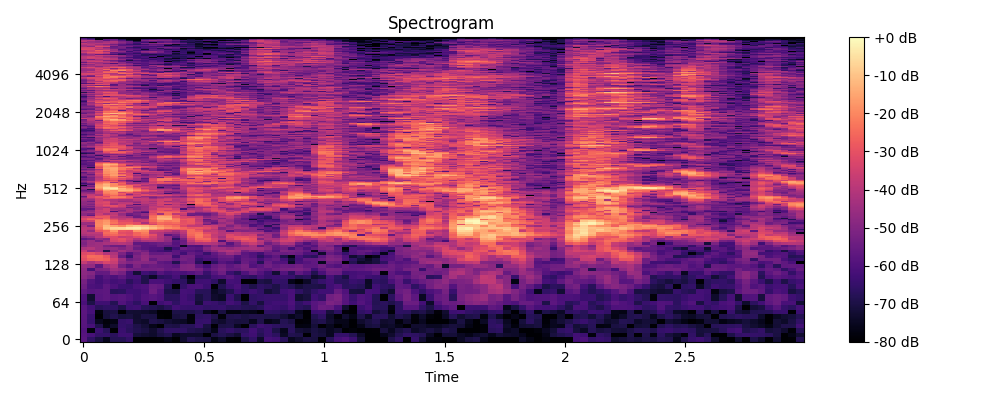 Spectrogram
Hz
4096
2048
1024
512
256
128
64
0
0
0.5
1
1.5
2
2.5
Time
+0 dB
-10 dB
-20 dB
-30 dB
-40 dB
-50 dB
-60 dB
-70 dB
-80 dB